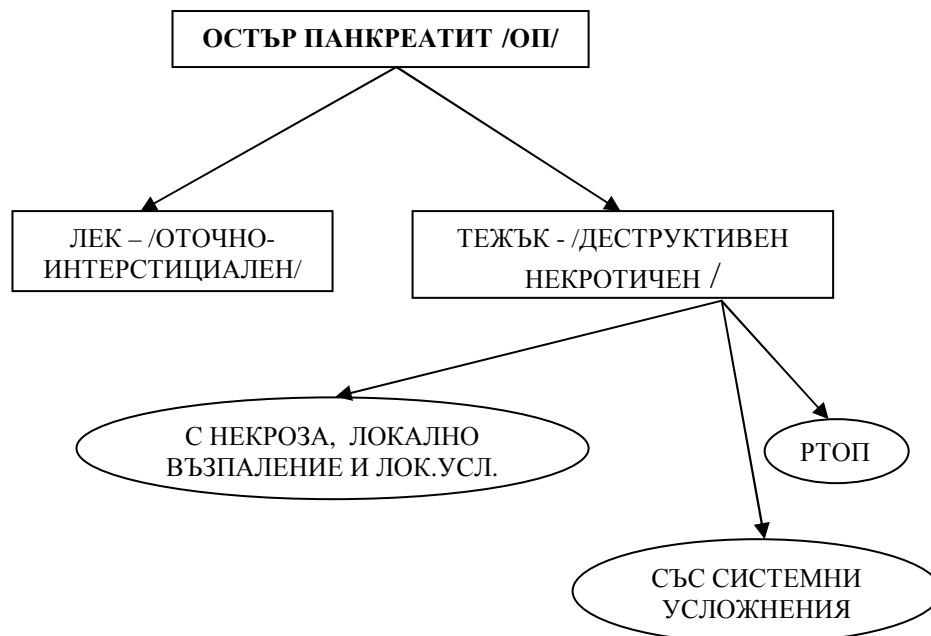 ОСТЪР ПАНКРЕАТИТ /ОП/
ЛЕК – /ОТОЧНО-
ИНТЕРСТИЦИАЛЕН/
ТЕЖЪК - /ДЕСТРУКТИВЕН
НЕКРОТИЧЕН /
С НЕКРОЗА, ЛОКАЛНО
ВЪЗПАЛЕНИЕ И ЛОК.УСЛ.
РТОП
СЪС СИСТЕМНИ
УСЛОЖНЕНИЯ